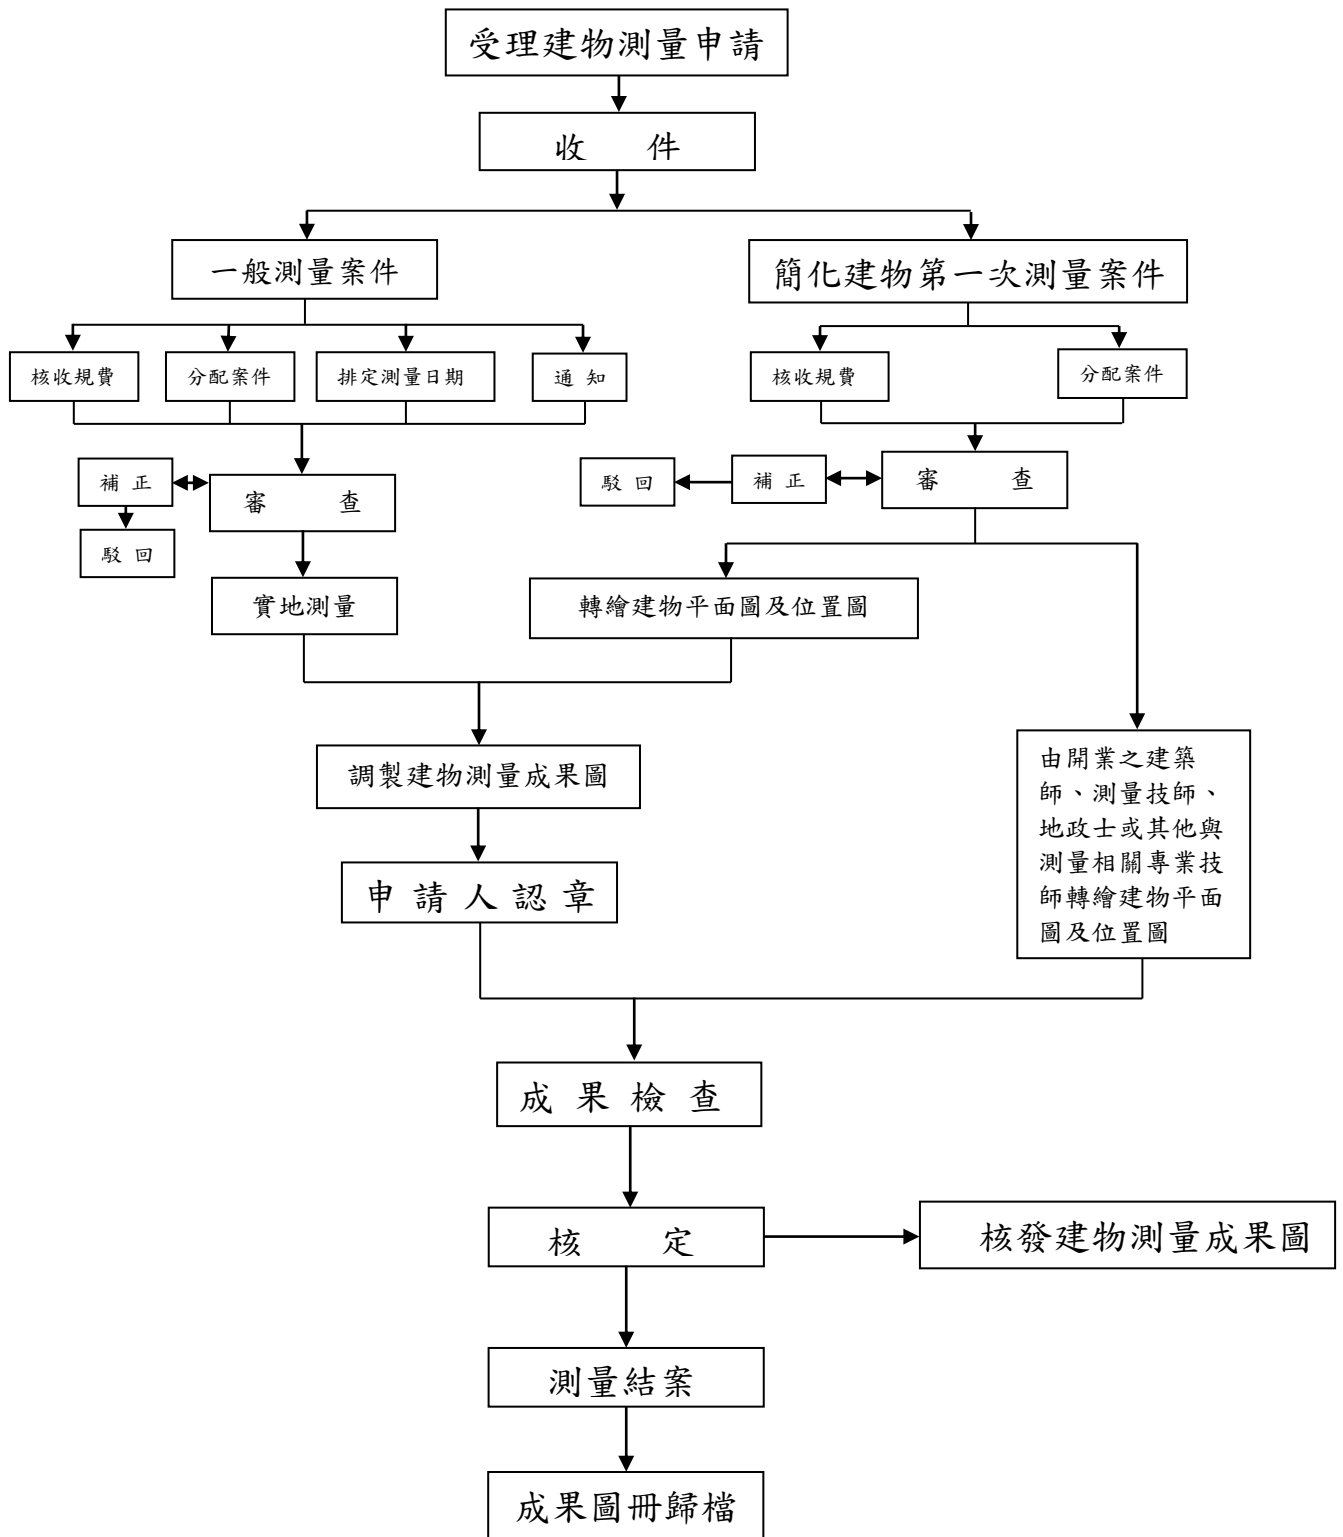 受理建物測量申請
收 件
一般測量案件
簡化建物第一次測量案件
核收規費
分配案件
排定測量日期
通 知
核收規費
分配案件
補 正
審 查
駁 回
駁 回
補 正
審 查
實地測量
轉繪建物平面圖及位置圖
調製建物測量成果圖
由開業之建築
師、測量技師、
地政士或其他與
測量相關專業技
師轉繪建物平面
圖及位置圖
申 請 人 認 章
成 果 檢 查
核 定
核發建物測量成果圖
測量結案
成果圖冊歸檔